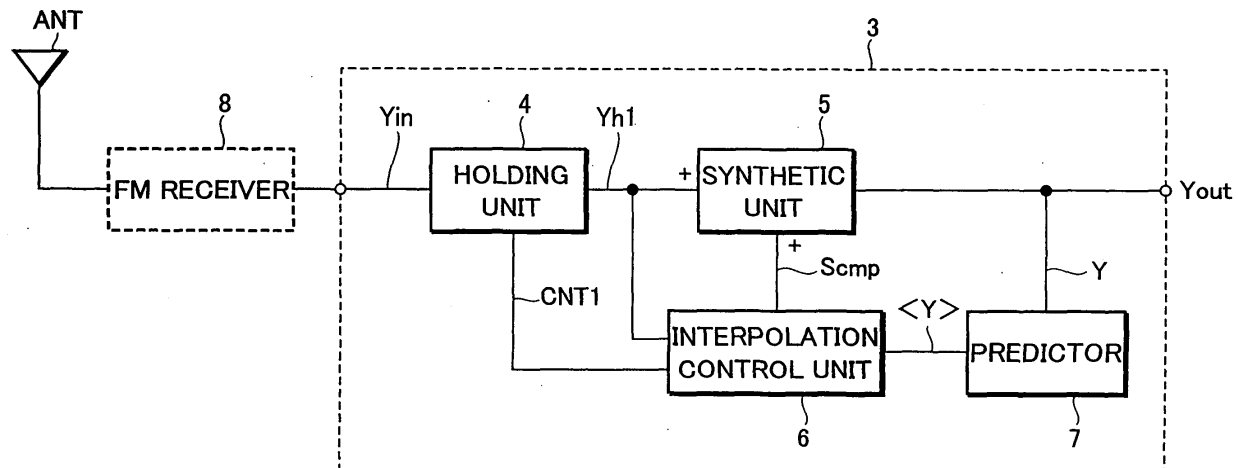 ANT
3
8
Yin
4
Yh1
5
FM RECEIVER
HOLDING
UNIT
+
SYNTHETIC
UNIT
Yout
+
Scmp
Y
CNT1
<Y>
INTERPOLATION
CONTROL UNIT
PREDICTOR
6
7